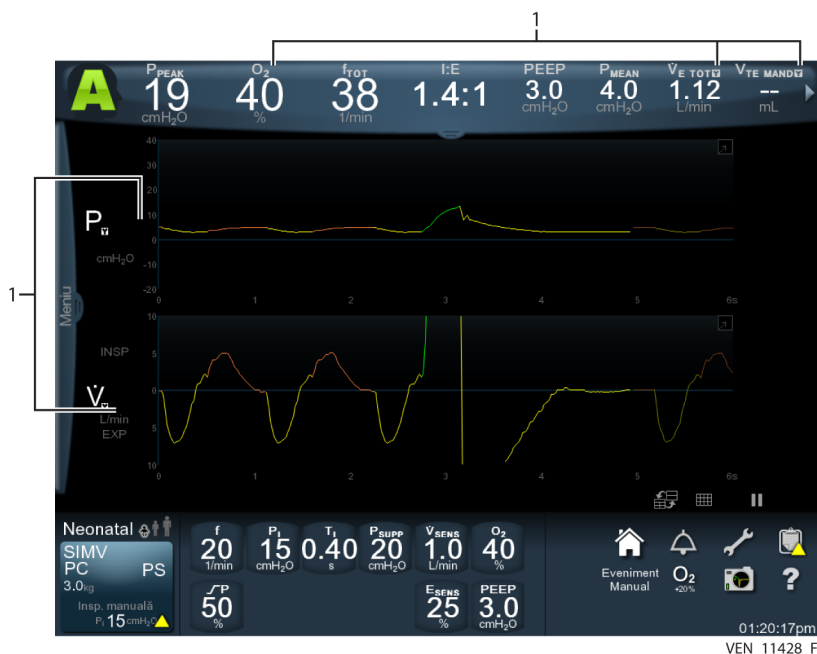 1
A
PPEAK O2 fTOT I:E PEEP PMEAN V̇E TOT VTE MAND
19 40 38 1.4:1 3.0 4.0 1.12 --
cmH2O % 1/min cmH2O cmH2O L/min mL
1
Meniu
P
cmH2O
40
30
20
10
0
-10
-20
0 1 2 3 4 5 6s
V̇
INSP
L/min
EXP
10
5
0
5
10
0 1 2 3 4 5 6s
Neonatal
SIMV
PC PS
3.0kg
Insp. manuală
PI 15 cmH2O
f PI TI PSUPP V̇SENS O2
20 15 0.40 20 1.0 40
1/min cmH2O s cmH2O L/min %
P ESENS PEEP
50 25 3.0
% % cmH2O
Eveniment
Manual
O2
+20%
?
01:20:17pm
VEN_11428_F